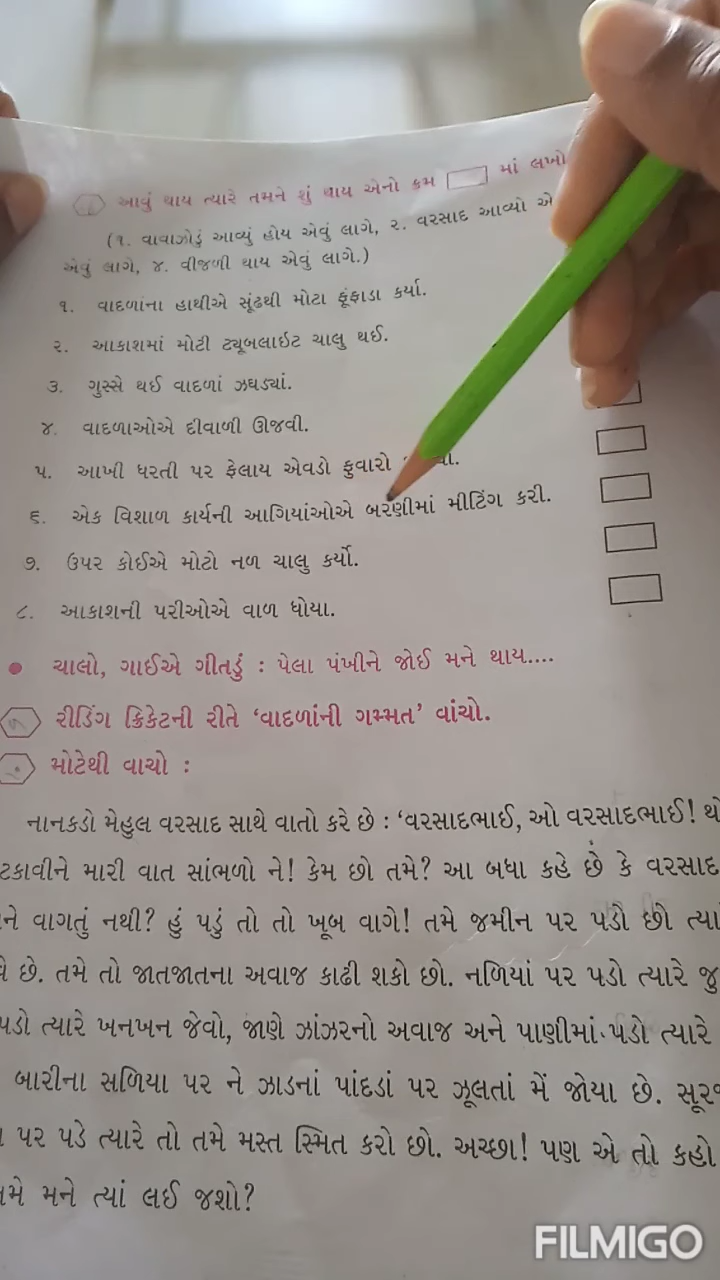 આવું થાય ત્યારે તમને શું થાય એનો ક્રમ માં લખો
(૧. વાવાઝોડું આવ્યું હોય એવું લાગે, ૨. વરસાદ આવ્યો એ
એવું લાગે, ૪. વીજળી થાય એવું લાગે.)
૧. વાદળાંના હાથીએ સૂંઢથી મોટા ફૂંફાડા કર્યા.
૨. આકાશમાં મોટી ટ્યૂબલાઇટ ચાલુ થઈ.
૩. ગુસ્સે થઈ વાદળાં ઝઘડ્યાં.
૪. વાદળાઓએ દીવાળી ઊજવી.
૫. આખી ધરતી પર ફેલાય એવડો ફુવારો
૬. એક વિશાળ કાર્યની આગિયાંઓએ બરણીમાં મીટિંગ કરી.
૭. ઉપર કોઈએ મોટો નળ ચાલુ કર્યો.
૮. આકાશની પરીઓએ વાળ ધોયા.
• ચાલો, ગાઈએ ગીતડું : પેલા પંખીને જોઈ મને થાય....
રીડિંગ ક્રિકેટની રીતે ‘વાદળાંની ગમ્મત’ વાંચો.
મોટેથી વાચો :
નાનકડો મેહુલ વરસાદ સાથે વાતો કરે છે : ‘વરસાદભાઈ, ઓ વરસાદભાઈ! થો
ટકાવીને મારી વાત સાંભળો ને! કેમ છો તમે? આ બધા કહે છે કે વરસાદ
ને વાગતું નથી? હું પડું તો તો ખૂબ વાગે! તમે જમીન પર પડો છો ત્યા
છે. તમે તો જાતજાતના અવાજ કાઢી શકો છો. નળિયાં પર પડો ત્યારે જુ
પડો ત્યારે ખનખન જેવો, જાણે ઝાંઝરનો અવાજ અને પાણીમાં પડો ત્યારે
બારીના સળિયા પર ને ઝાડનાં પાંદડાં પર ઝૂલતાં મેં જોયા છે. સૂરજ
પર પડે ત્યારે તો તમે મસ્ત સ્મિત કરો છો. અચ્છા! પણ એ તો કહો
મે મને ત્યાં લઈ જશો?
FILMIGO